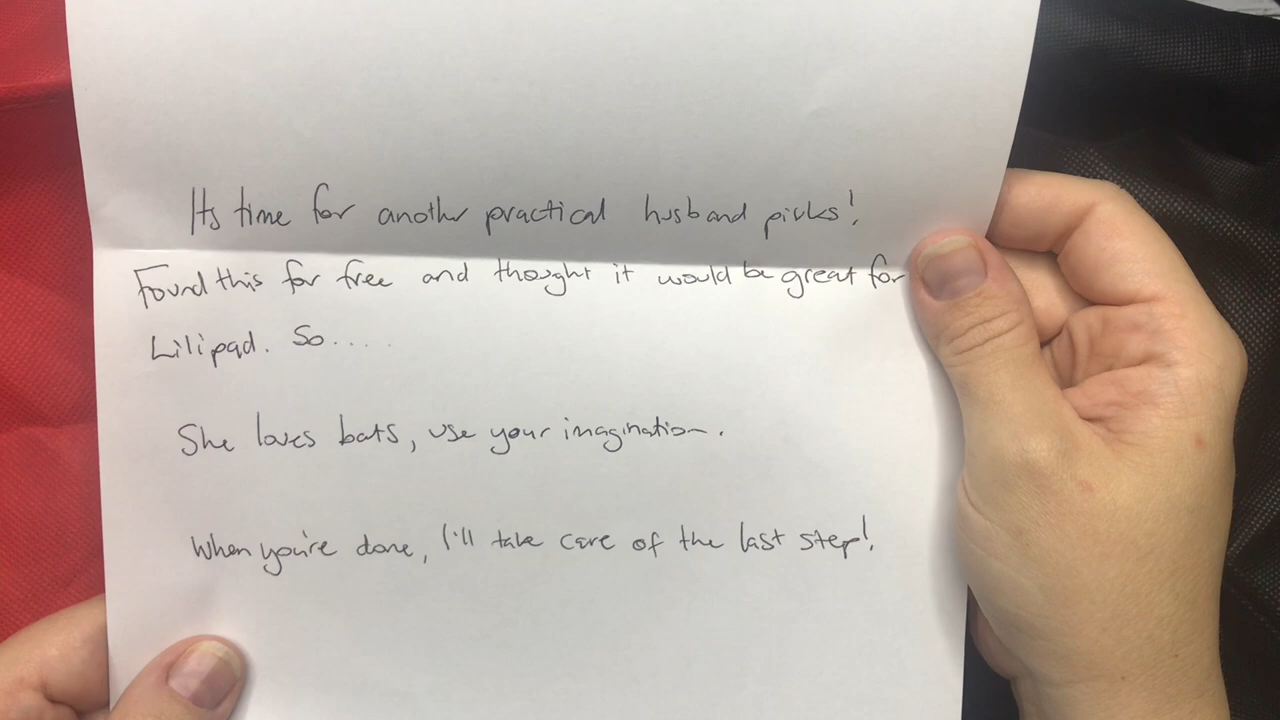 Its time for another practical husband picks!
Found this for free and thought it would be great for
Lilipad. So.....
She loves bats, use your imagination.
When you're done, I'll take care of the last step!